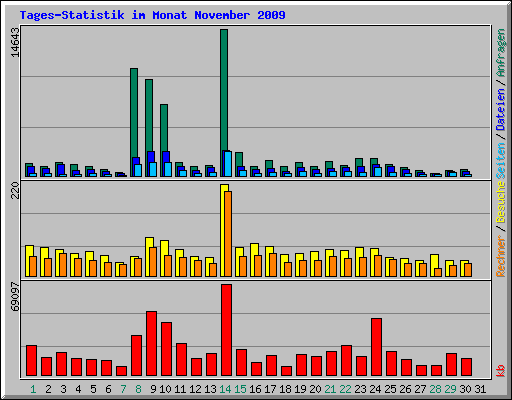 Tages-Statistik im Monat November 2009
14643
220
69097
Rechner / Besuche Seiten / Dateien / Anfragen
kb
1 2 3 4 5 6 7 8 9 10 11 12 13 14 15 16 17 18 19 20 21 22 23 24 25 26 27 28 29 30 31